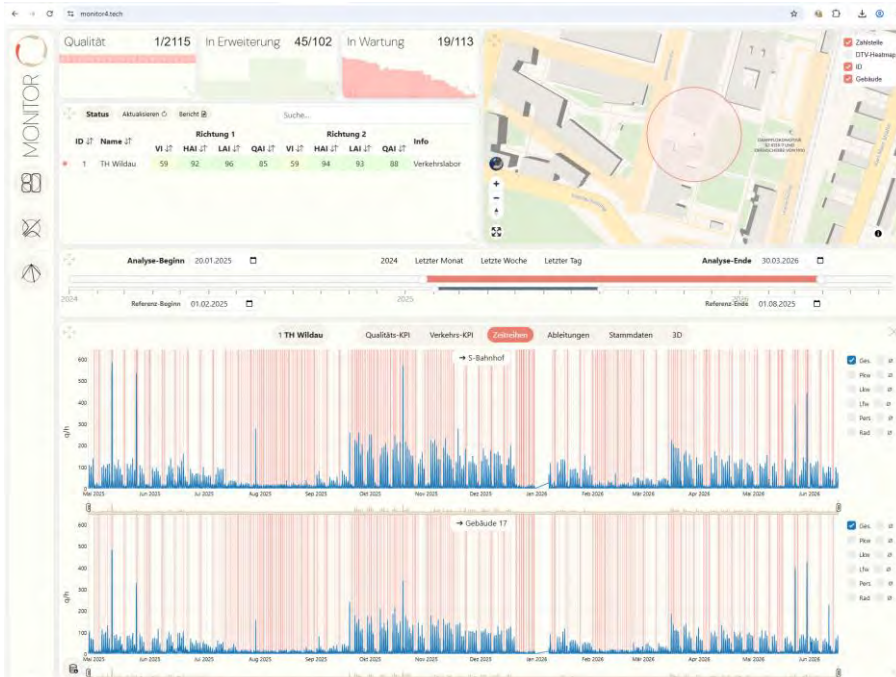 monitor4.tech
MONITOR
Qualität 1/2115
In Erweiterung 45/102
In Wartung 19/113
Status Aktualisieren Bericht Suche...
Richtung 1 Richtung 2
ID Name VI HAI LAI QAI VI HAI LAI QAI Info
1 TH Wildau 59 92 96 85 59 94 93 88 Verkehrslabor
Zählstelle
DTV-Heatmap
ID
Gebäude
Analyse-Beginn 20.01.2025 2024 Letzter Monat Letzte Woche Letzter Tag Analyse-Ende 30.03.2026
2024 2025 2026
Referenz-Beginn 01.02.2025 Referenz-Ende 01.08.2025
1 TH Wildau Qualitäts-KPI Verkehrs-KPI Zeitreihen Ableitungen Stammdaten 3D
→ S-Bahnhof
q/h
600
500
400
300
200
100
0
Mai 2025 Jun 2025 Jul 2025 Aug 2025 Sep 2025 Okt 2025 Nov 2025 Dez 2025 Jan 2026 Feb 2026 Mar 2026 Apr 2026 Mai 2026 Jun 2026
Ges. ø
Pkw ø
Lkw ø
Lfw ø
Pers ø
Rad ø
→ Gebäude 17
q/h
600
500
400
300
200
100
0
Mai 2025 Jun 2025 Jul 2025 Aug 2025 Sep 2025 Okt 2025 Nov 2025 Dez 2025 Jan 2026 Feb 2026 Mar 2026 Apr 2026 Mai 2026 Jun 2026
Ges. ø
Pkw ø
Lkw ø
Lfw ø
Pers ø
Rad ø